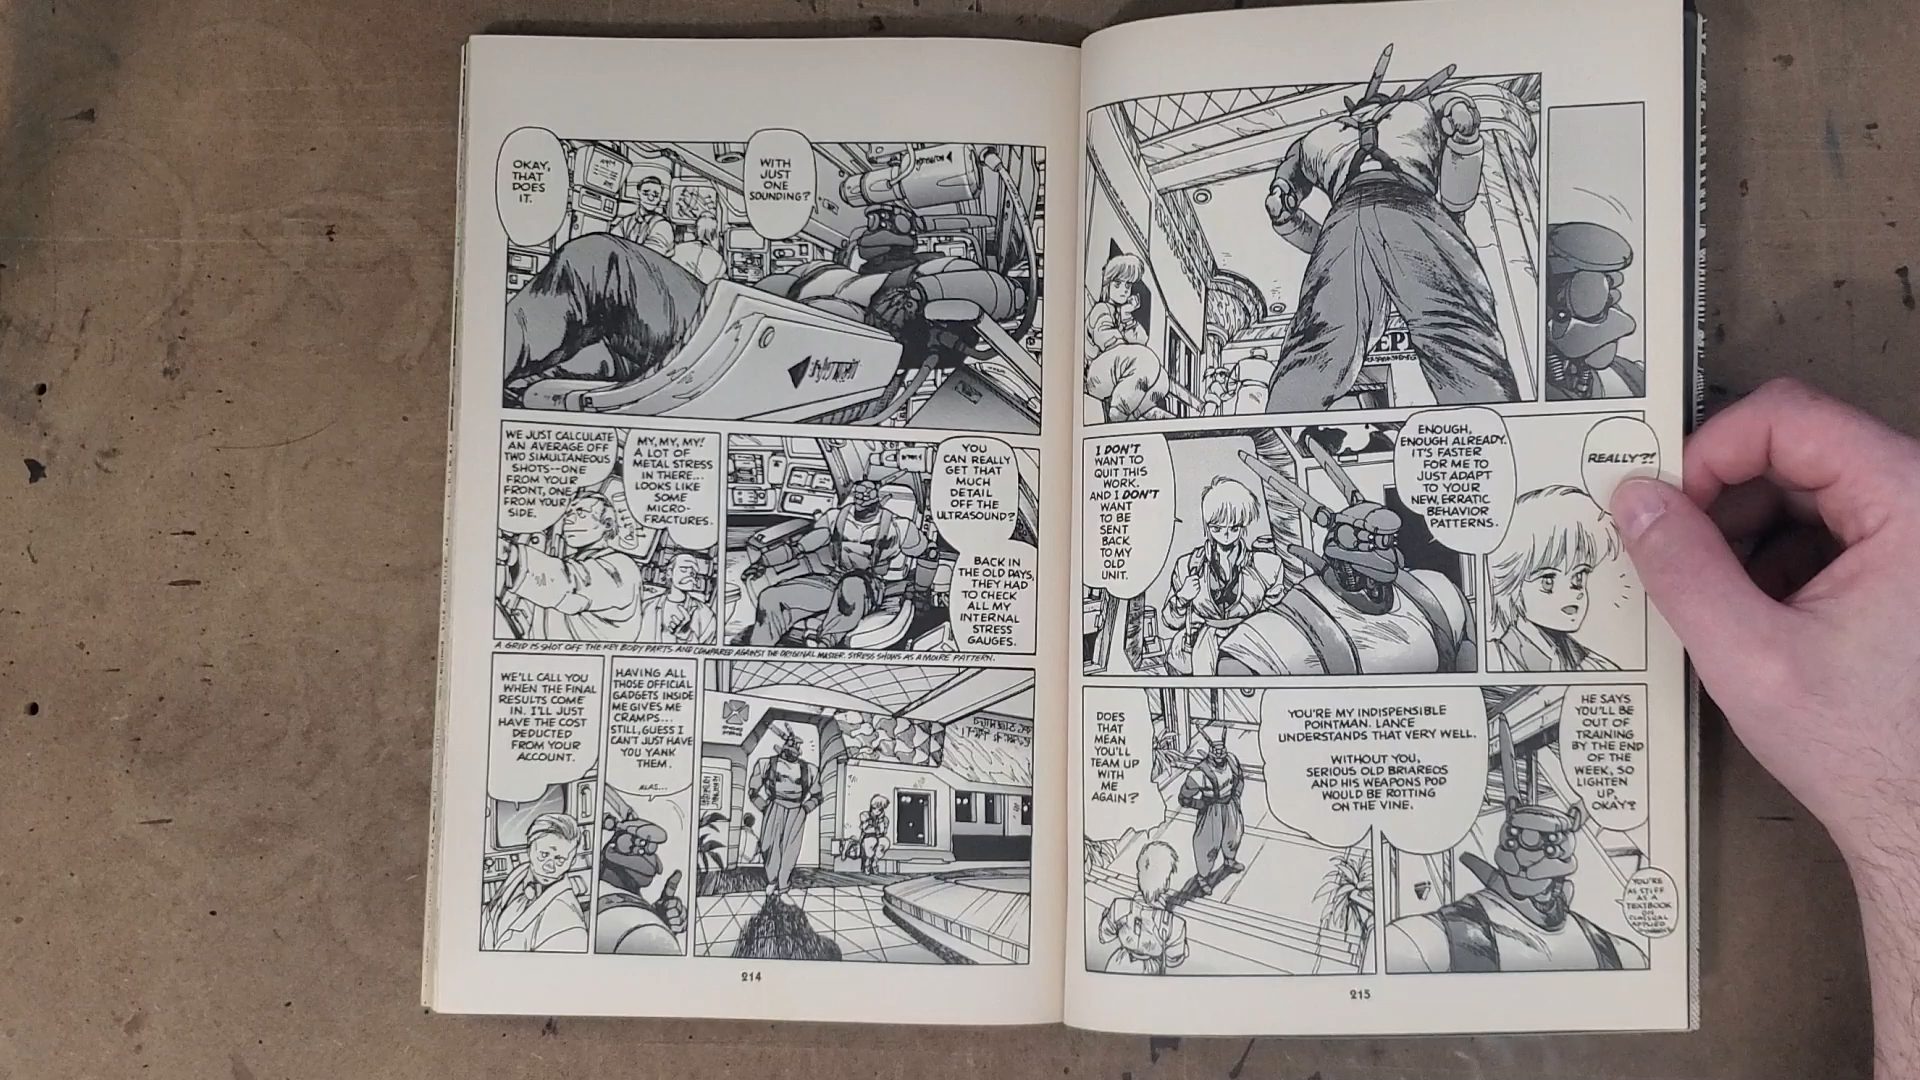 OKAY,
THAT
DOES
IT.
WITH
JUST
ONE
SOUNDING?
WE JUST CALCULATE
AN AVERAGE OFF
TWO SIMULTANEOUS
SHOTS--ONE
FROM YOUR
FRONT, ONE
FROM YOUR
SIDE.
MY, MY, MY!
A LOT OF
METAL STRESS
IN THERE...
LOOKS LIKE
SOME
MICRO-
FRACTURES.
YOU
CAN REALLY
GET THAT
MUCH
DETAIL
OFF THE
ULTRASOUND?
BACK IN
THE OLD DAYS,
THEY HAD
TO CHECK
ALL MY
INTERNAL
STRESS
GAUGES.
A GRID IS SHOT OFF THE KEY BODY PARTS AND COMPARED AGAINST THE ORIGINAL MASTER. STRESS SHOWS AS A MOIRE PATTERN.
WE'LL CALL YOU
WHEN THE FINAL
RESULTS COME
IN. I'LL JUST
HAVE THE COST
DEDUCTED
FROM YOUR
ACCOUNT.
HAVING ALL
THOSE OFFICIAL
GADGETS INSIDE
ME GIVES ME
CRAMPS...
STILL, GUESS I
CAN'T JUST HAVE
YOU YANK
THEM.
ALAS...
214
EPI
I DON'T
WANT TO
QUIT THIS
WORK.
AND I DON'T
WANT
TO BE
SENT
BACK
TO MY
OLD
UNIT.
ENOUGH,
ENOUGH ALREADY.
IT'S FASTER
FOR ME TO
JUST ADAPT
TO YOUR
NEW, ERRATIC
BEHAVIOR
PATTERNS.
REALLY?!
DOES
THAT
MEAN
YOU'LL
TEAM UP
WITH
ME
AGAIN?
YOU'RE MY INDISPENSIBLE
POINTMAN. LANCE
UNDERSTANDS THAT VERY WELL.
WITHOUT YOU,
SERIOUS OLD BRIAREOS
AND HIS WEAPONS POD
WOULD BE ROTTING
ON THE VINE.
HE SAYS
YOU'LL BE
OUT OF
TRAINING
BY THE END
OF THE
WEEK, SO
LIGHTEN
UP,
OKAY?
YOU'RE
AS STIFF
AS A
TEXTBOOK
ON
CLASSICAL
APPLIED
215